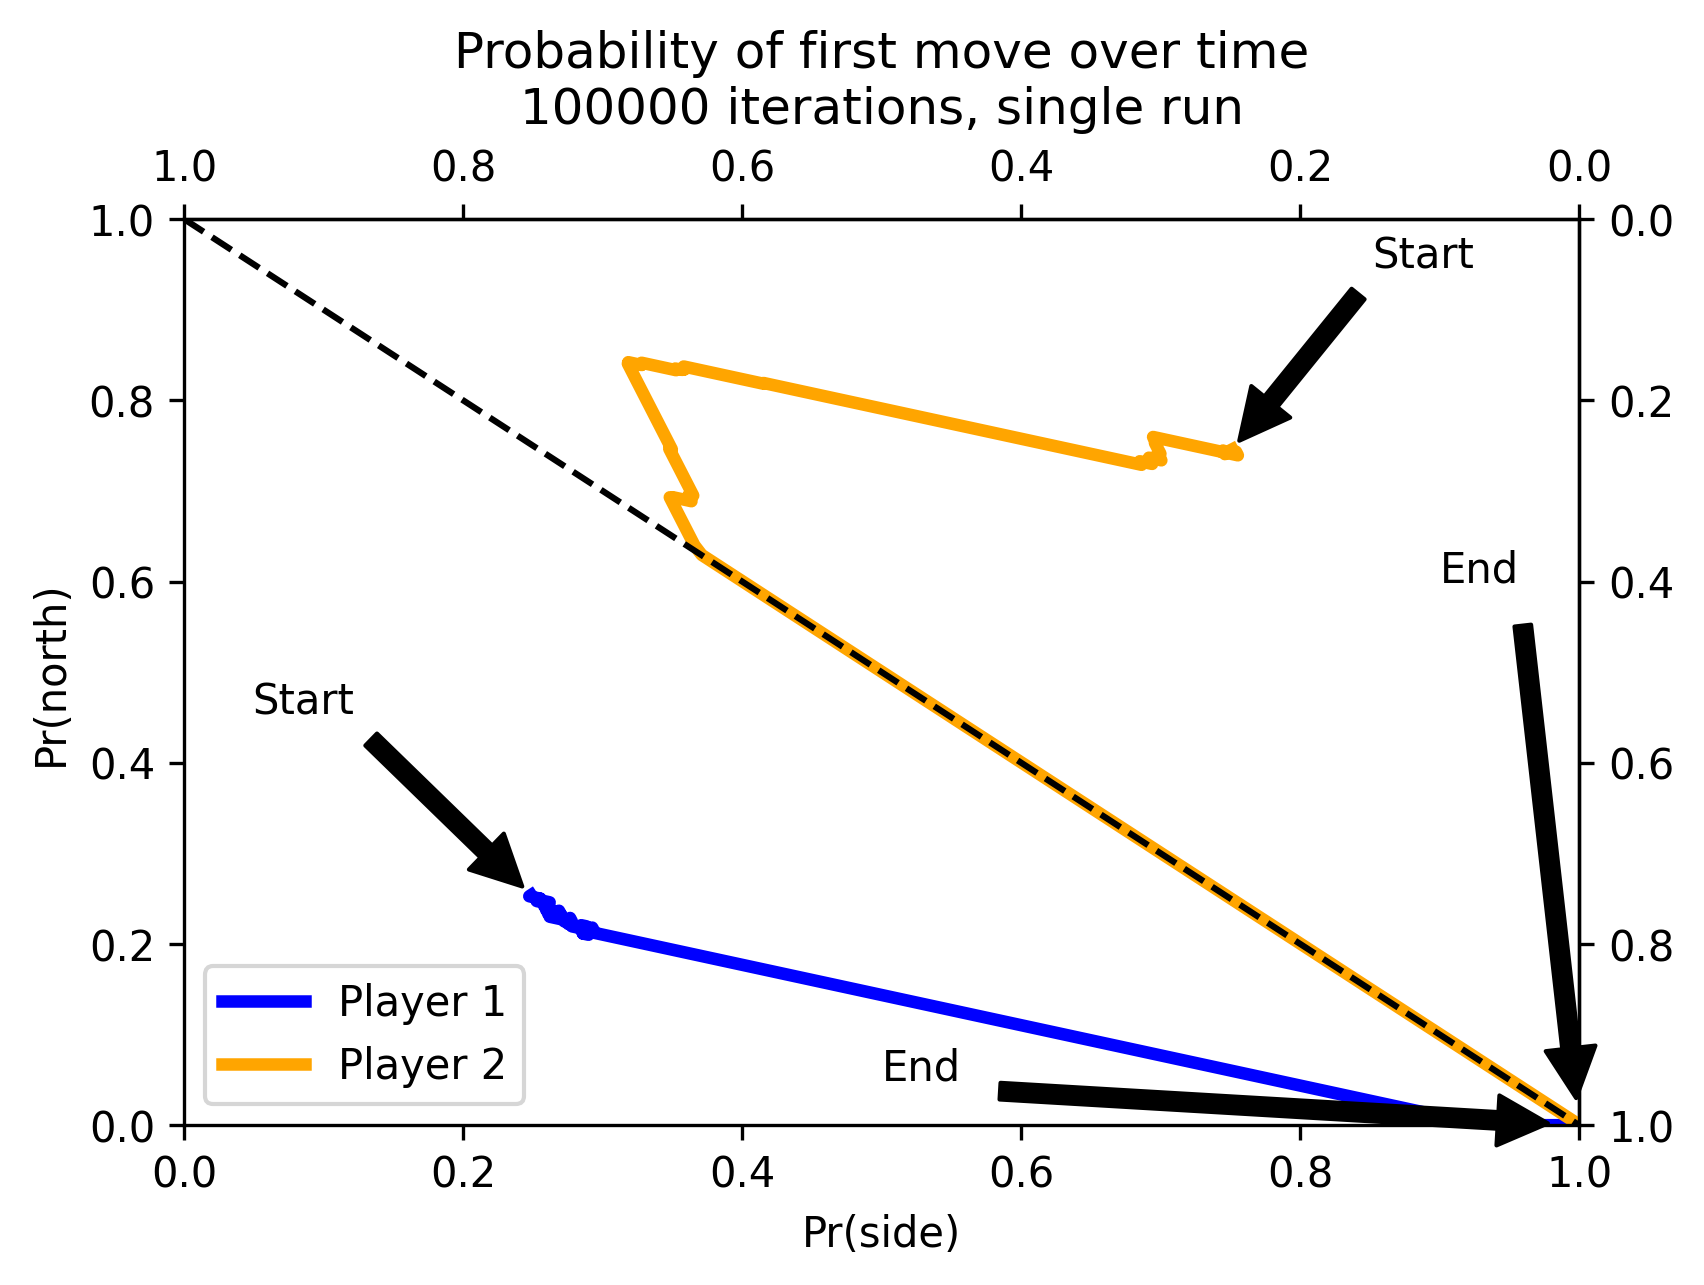 Probability of first move over time
100000 iterations, single run
1.0 0.8 0.6 0.4 0.2 0.0
1.0 0.0
Start
0.8 0.2
End
0.6 0.4
Pr(north)
Start
0.4 0.6
0.2 0.8
Player 1
End
Player 2
0.0 1.0
0.0 0.2 0.4 0.6 0.8 1.0
Pr(side)